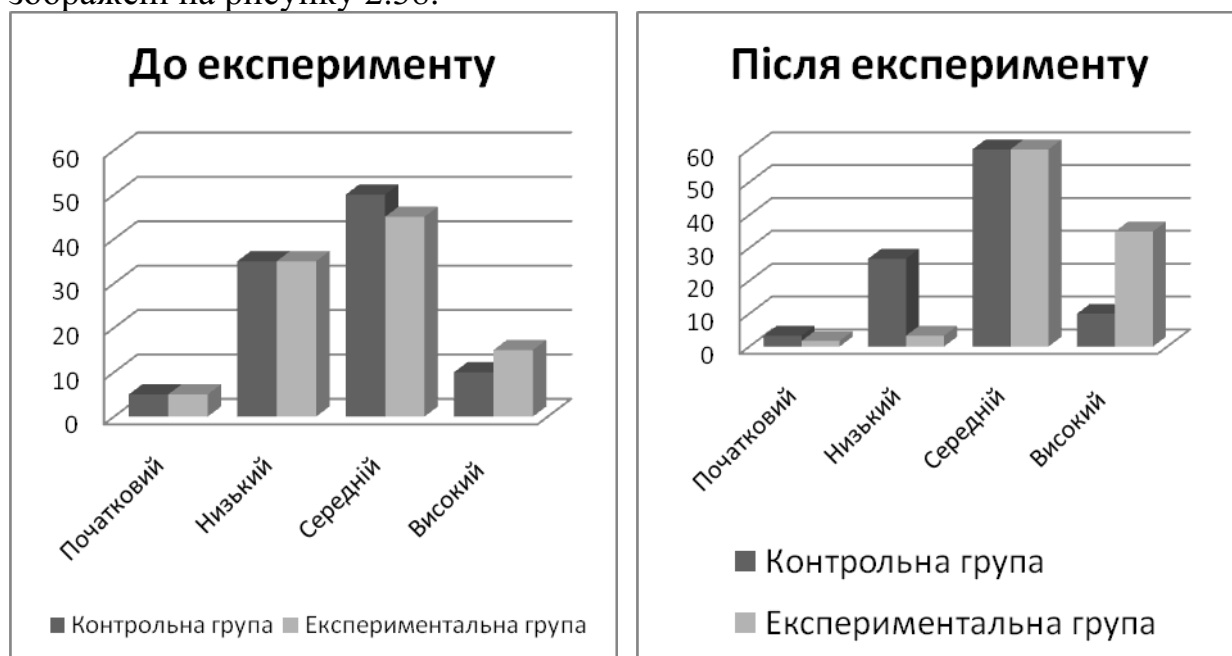 зображені на рисунку 2.38.
До експерименту
60
50
40
30
20
10
0
Початковий
Низький
Середній
Високий
Контрольна група
Експериментальна група
Після експерименту
60
50
40
30
20
10
0
Початковий
Низький
Середній
Високий
Контрольна група
Експериментальна група